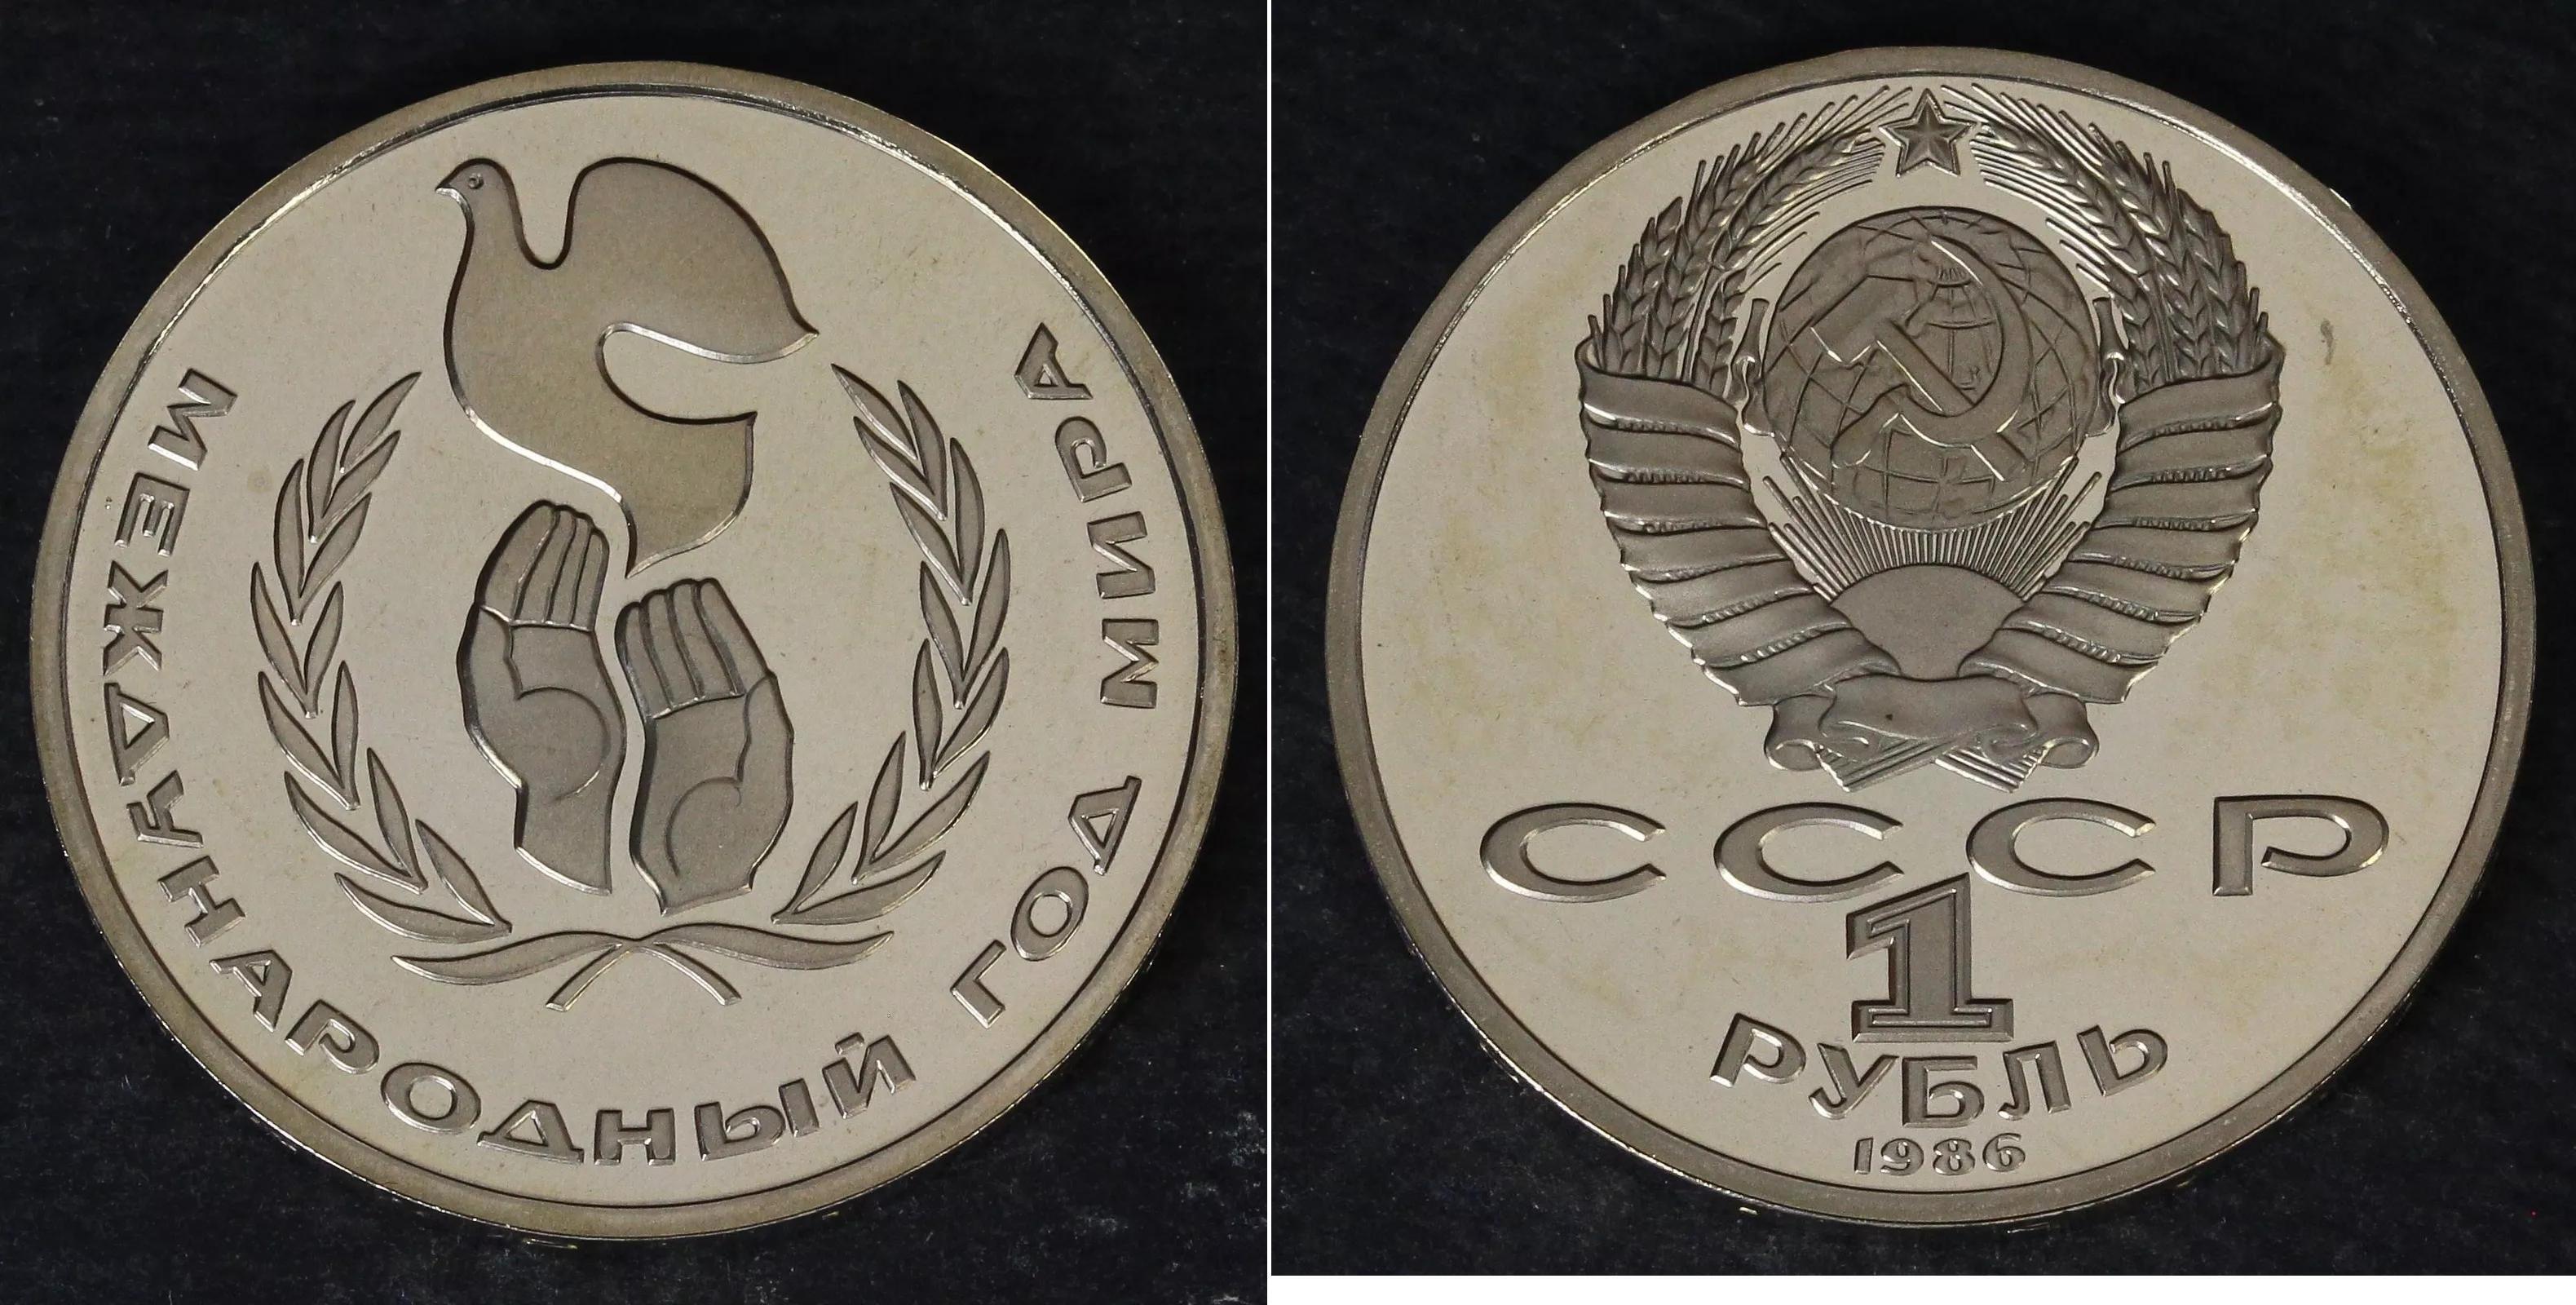 МЕЖДУНАРОДНЫЙ ГОД МИРА
СССР
1
РУБЛЬ
1986